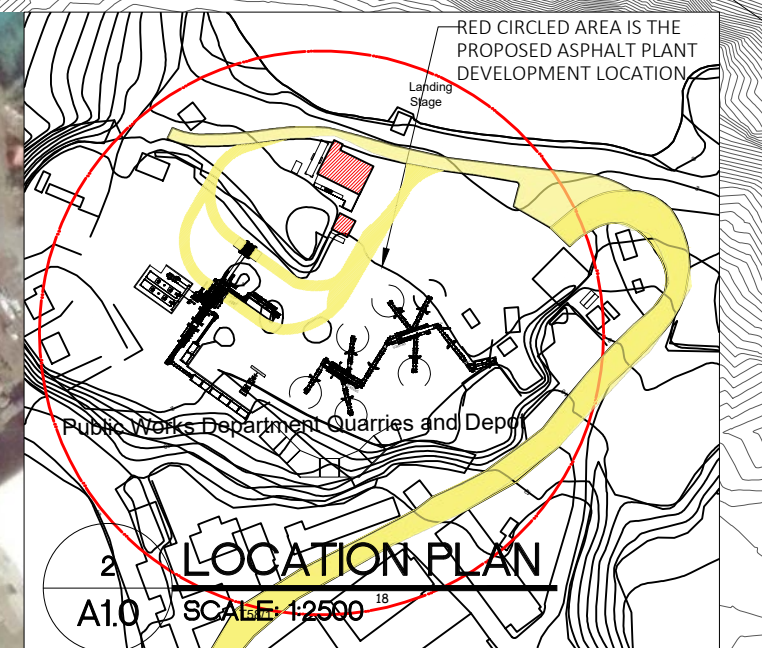 RED CIRCLED AREA IS THE
PROPOSED ASPHALT PLANT
DEVELOPMENT LOCATION
Landing
Stage
Public Works Department Quarries and Depot
2
LOCATION PLAN
A1.0
SCALE: 1:2500
18